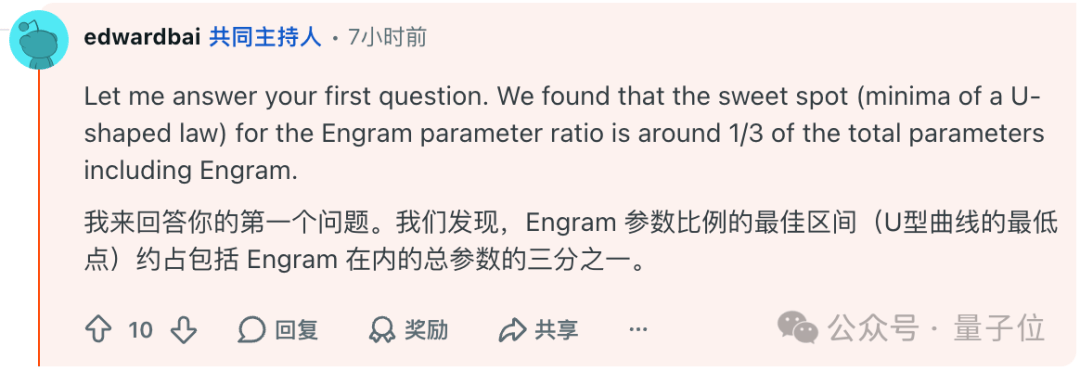 edwardbai 共同主持人 · 7小时前
Let me answer your first question. We found that the sweet spot (minima of a U-
shaped law) for the Engram parameter ratio is around 1/3 of the total parameters
including Engram.
我来回答你的第一个问题。我们发现，Engram 参数比例的最佳区间（U型曲线的最低
点）约占包括 Engram 在内的总参数的三分之一。
10 回复 奖励 共享 ···
公众号 · 量子位